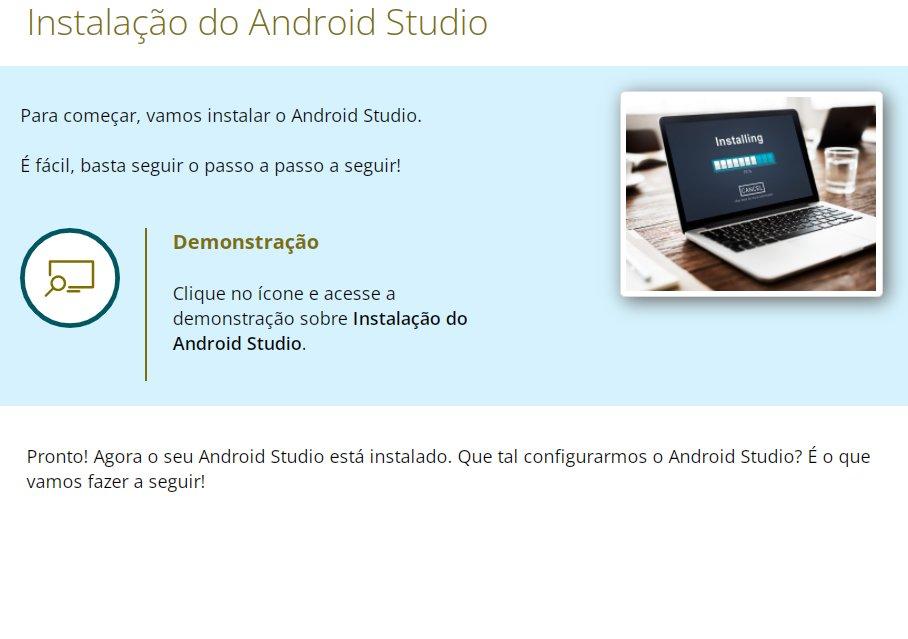 Instalação do Android Studio
Para começar, vamos instalar o Android Studio.
É fácil, basta seguir o passo a passo a seguir!
Installing
CANCEL
Demonstração
Clique no ícone e acesse a
demonstração sobre Instalação do
Android Studio.
Pronto! Agora o seu Android Studio está instalado. Que tal configurarmos o Android Studio? É o que
vamos fazer a seguir!